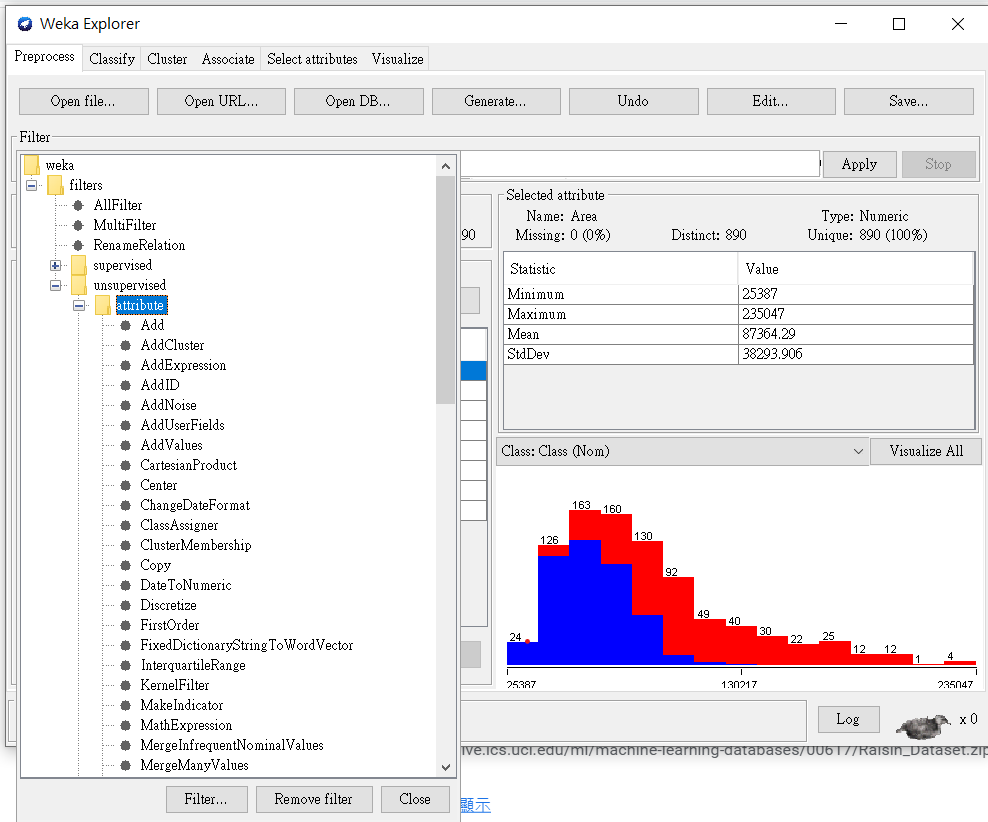 Weka Explorer
Preprocess Classify Cluster Associate Select attributes Visualize
Open file... Open URL... Open DB... Generate... Undo Edit... Save...
Filter
Apply Stop
weka
filters
AllFilter
MultiFilter
RenameRelation
supervised
unsupervised
attribute
Add
AddCluster
AddExpression
AddID
AddNoise
AddUserFields
AddValues
CartesianProduct
Center
ChangeDateFormat
ClassAssigner
ClusterMembership
Copy
DateToNumeric
Discretize
FirstOrder
FixedDictionaryStringToWordVector
InterquartileRange
KernelFilter
MakeIndicator
MathExpression
MergeInfrequentNominalValues
MergeManyValues
Filter... Remove filter Close
90
Selected attribute
Name: Area Type: Numeric
Missing: 0 (0%) Distinct: 890 Unique: 890 (100%)
Statistic Value
Minimum 25387
Maximum 235047
Mean 87364.29
StdDev 38293.906
Class: Class (Nom) Visualize All
24 126 163 160 130 92 49 40 30 22 25 12 12 1 4
25387 130217 235047
Log x 0
ive.ics.uci.edu/ml/machine-learning-databases/00617/Raisin_Dataset.zip
顯示